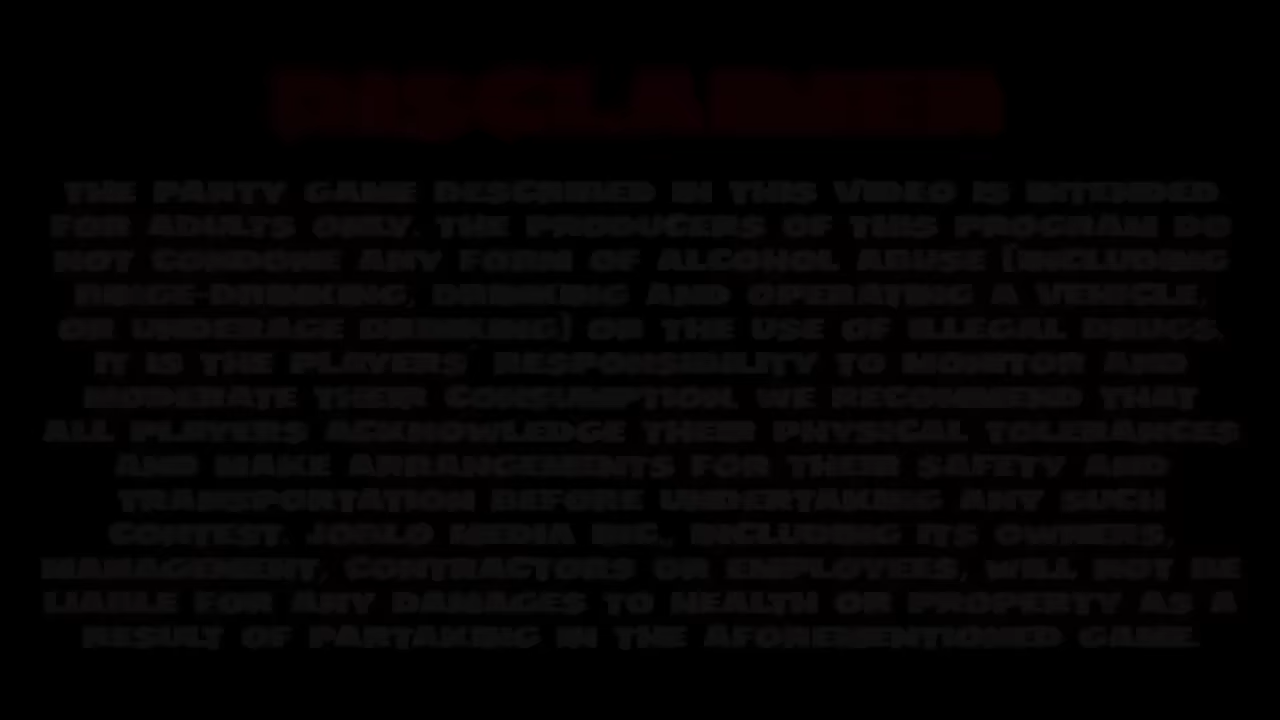 DISCLAIMER
THE PARTY GAME DESCRIBED IN THIS VIDEO IS INTENDED
FOR ADULTS ONLY. THE PRODUCERS OF THIS PROGRAM DO
NOT CONDONE ANY FORM OF ALCOHOL ABUSE (INCLUDING
BINGE-DRINKING, DRINKING AND OPERATING A VEHICLE,
OR UNDERAGE DRINKING) OR THE USE OF ILLEGAL DRUGS.
IT IS THE PLAYERS' RESPONSIBILITY TO MONITOR AND
MODERATE THEIR CONSUMPTION. WE RECOMMEND THAT
ALL PLAYERS ACKNOWLEDGE THEIR PHYSICAL TOLERANCES
AND MAKE ARRANGEMENTS FOR THEIR SAFETY AND
TRANSPORTATION BEFORE UNDERTAKING ANY SUCH
CONTEST. JOBLO MEDIA INC., INCLUDING ITS OWNERS,
MANAGEMENT, CONTRACTORS OR EMPLOYEES, WILL NOT BE
LIABLE FOR ANY DAMAGES TO HEALTH OR PROPERTY AS A
RESULT OF PARTAKING IN THE AFOREMENTIONED GAME.